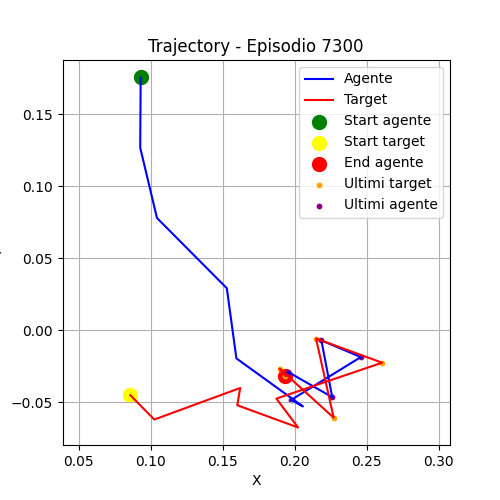 Trajectory - Episodio 7300
Agente
Target
Start agente
Start target
End agente
Ultimi target
Ultimi agente
0.15
0.10
0.05
0.00
−0.05
0.05
0.10
0.15
0.20
0.25
0.30
X